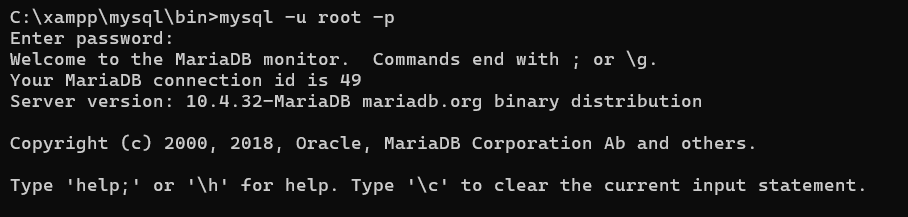 C:\xampp\mysql\bin>mysql -u root -p
Enter password:
Welcome to the MariaDB monitor.  Commands end with ; or \g.
Your MariaDB connection id is 49
Server version: 10.4.32-MariaDB mariadb.org binary distribution
Copyright (c) 2000, 2018, Oracle, MariaDB Corporation Ab and others.
Type 'help;' or '\h' for help. Type '\c' to clear the current input statement.